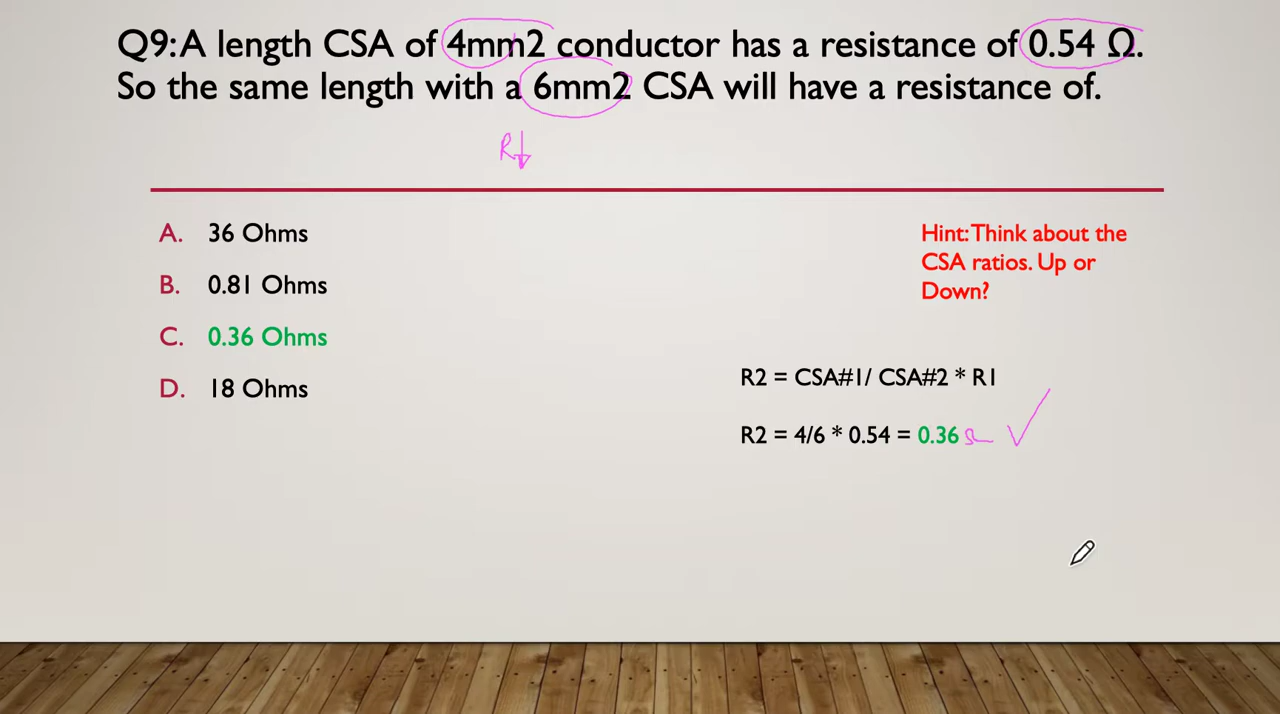 Q9: A length CSA of 4mm2 conductor has a resistance of 0.54 Ω.
So the same length with a 6mm2 CSA will have a resistance of.
R↓
A. 36 Ohms
B. 0.81 Ohms
C. 0.36 Ohms
D. 18 Ohms
Hint: Think about the
CSA ratios. Up or
Down?
R2 = CSA#1/ CSA#2 * R1
R2 = 4/6 * 0.54 = 0.36 Ω ✓